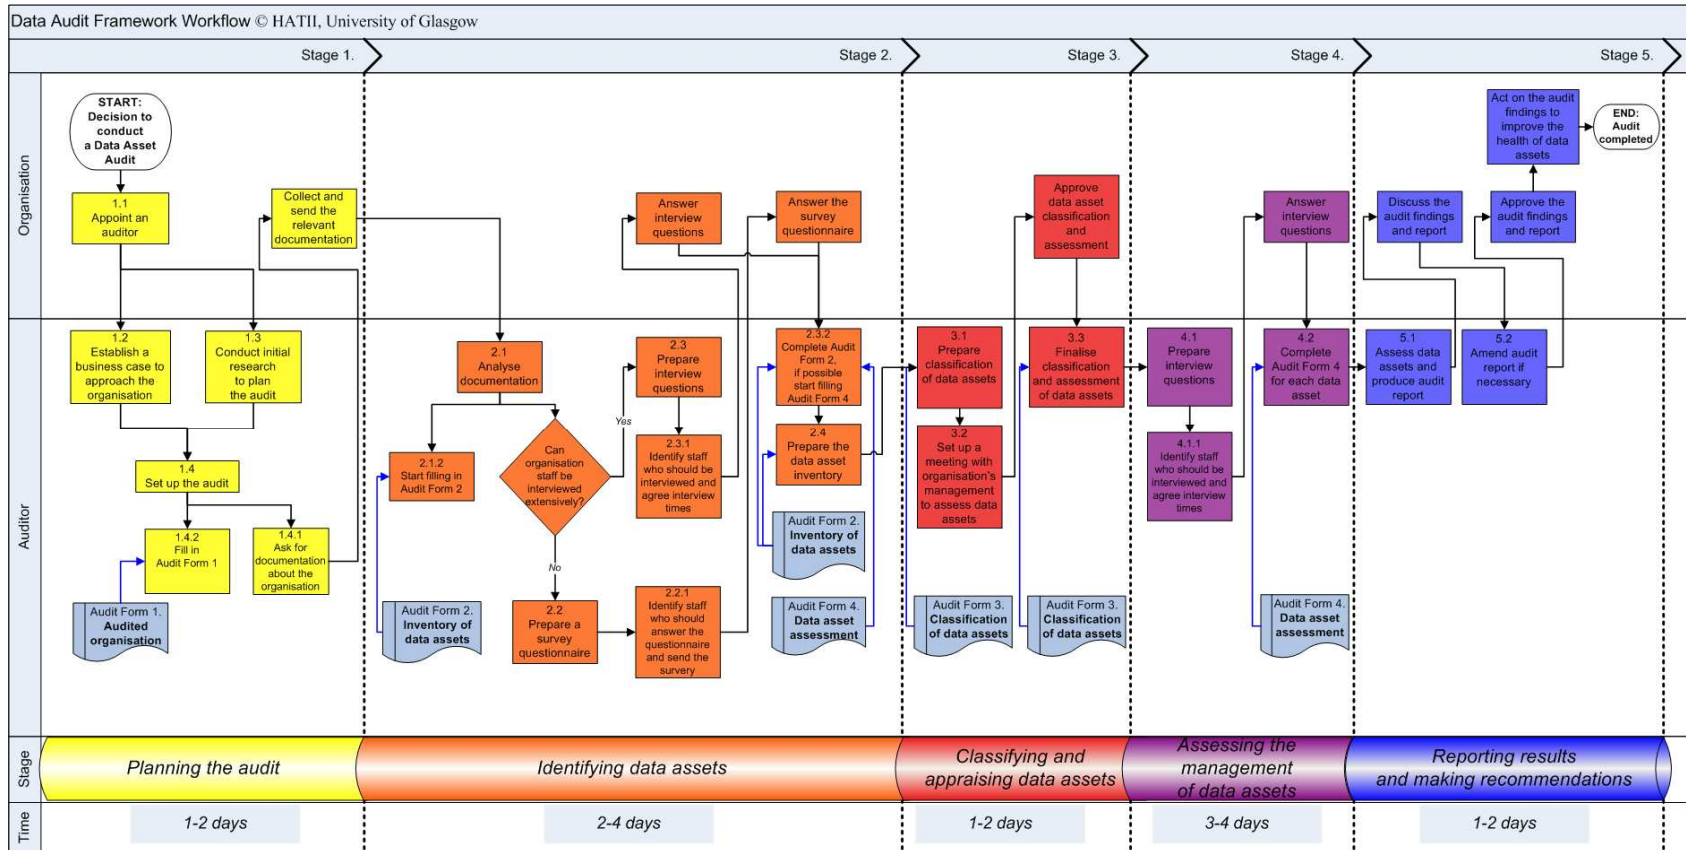 Data Audit Framework Workflow © HATII, University of Glasgow
Stage 1.
Stage 2.
Stage 3.
Stage 4.
Stage 5.
Organisation
START:
Decision to
conduct
a Data Asset
Audit
1.1
Appoint an
auditor
Collect and
send the
relevant
documentation
Answer
interview
questions
Answer the
survey
questionnaire
Approve
data asset
classification
and
assessment
Answer
interview
questions
Discuss the
audit findings
and report
Approve the
audit findings
and report
Act on the audit
findings to
improve the
health of data
assets
END:
Audit
completed
Auditor
1.2
Establish a
business case to
approach the
organisation
1.3
Conduct initial
research
to plan
the audit
1.4
Set up the audit
1.4.2
Fill in
Audit Form 1
1.4.1
Ask for
documentation
about the
organisation
Audit Form 1.
Audited
organisation
2.1
Analyse
documentation
2.1.2
Start filling in
Audit Form 2
Can
organisation
staff be
interviewed
extensively?
Yes
No
2.3
Prepare
interview
questions
2.3.1
Identify staff
who should be
interviewed and
agree interview
times
Audit Form 2.
Inventory of
data assets
2.2
Prepare a
survey
questionnaire
2.2.1
Identify staff
who should
answer the
questionnaire
and send the
survery
2.3.2
Complete Audit
Form 2,
if possible
start filling
Audit Form 4
2.4
Prepare the
data asset
inventory
Audit Form 2.
Inventory of
data assets
Audit Form 4.
Data asset
assessment
3.1
Prepare
classification
of data assets
3.2
Set up a
meeting with
organisation's
management
to assess data
assets
3.3
Finalise
classification
and assessment
of data assets
Audit Form 3.
Classification
of data assets
Audit Form 3.
Classification
of data assets
4.1
Prepare
interview
questions
4.1.1
Identify staff
who should be
interviewed and
agree interview
times
4.2
Complete
Audit Form 4
for each data
asset
Audit Form 4.
Data asset
assessment
5.1
Assess data
assets and
produce audit
report
5.2
Amend audit
report if
necessary
Stage
Planning the audit
Identifying data assets
Classifying and
appraising data assets
Assessing the
management
of data assets
Reporting results
and making recommendations
Time
1-2 days
2-4 days
1-2 days
3-4 days
1-2 days